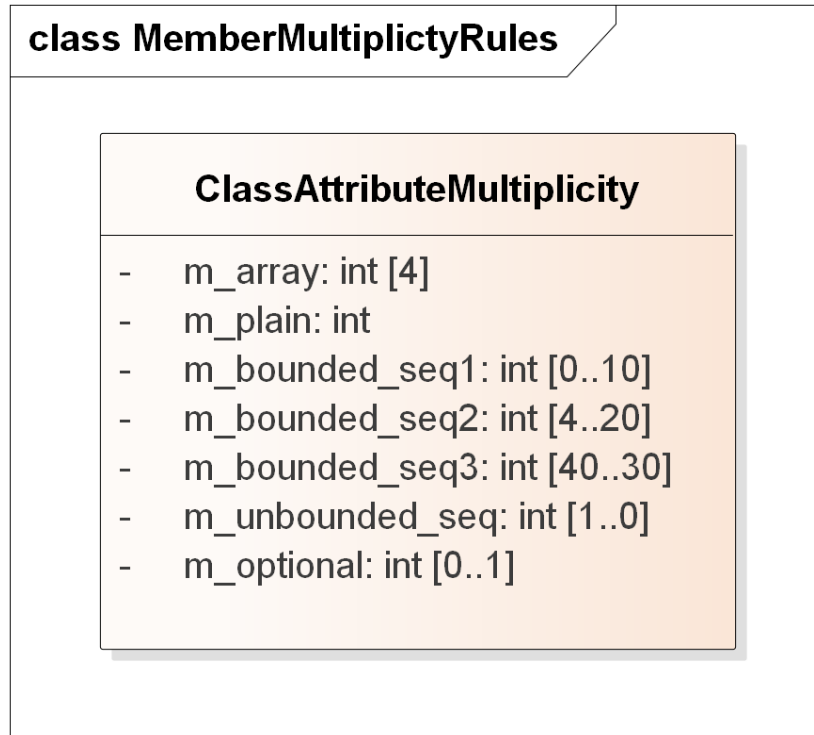 class MemberMultiplictyRules
ClassAttributeMultiplicity
- m_array: int [4]
- m_plain: int
- m_bounded_seq1: int [0..10]
- m_bounded_seq2: int [4..20]
- m_bounded_seq3: int [40..30]
- m_unbounded_seq: int [1..0]
- m_optional: int [0..1]